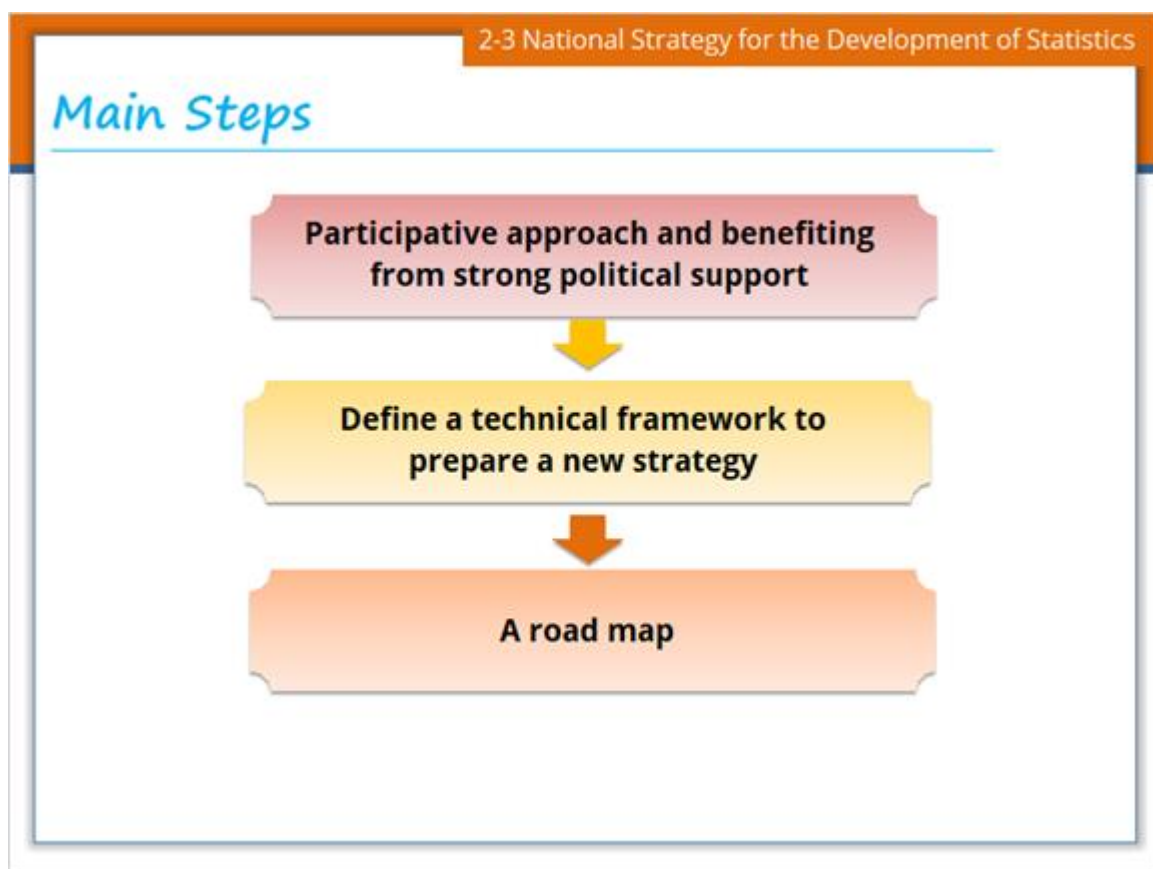 2-3 National Strategy for the Development of Statistics
Main Steps
Participative approach and benefiting
from strong political support
Define a technical framework to
prepare a new strategy
A road map